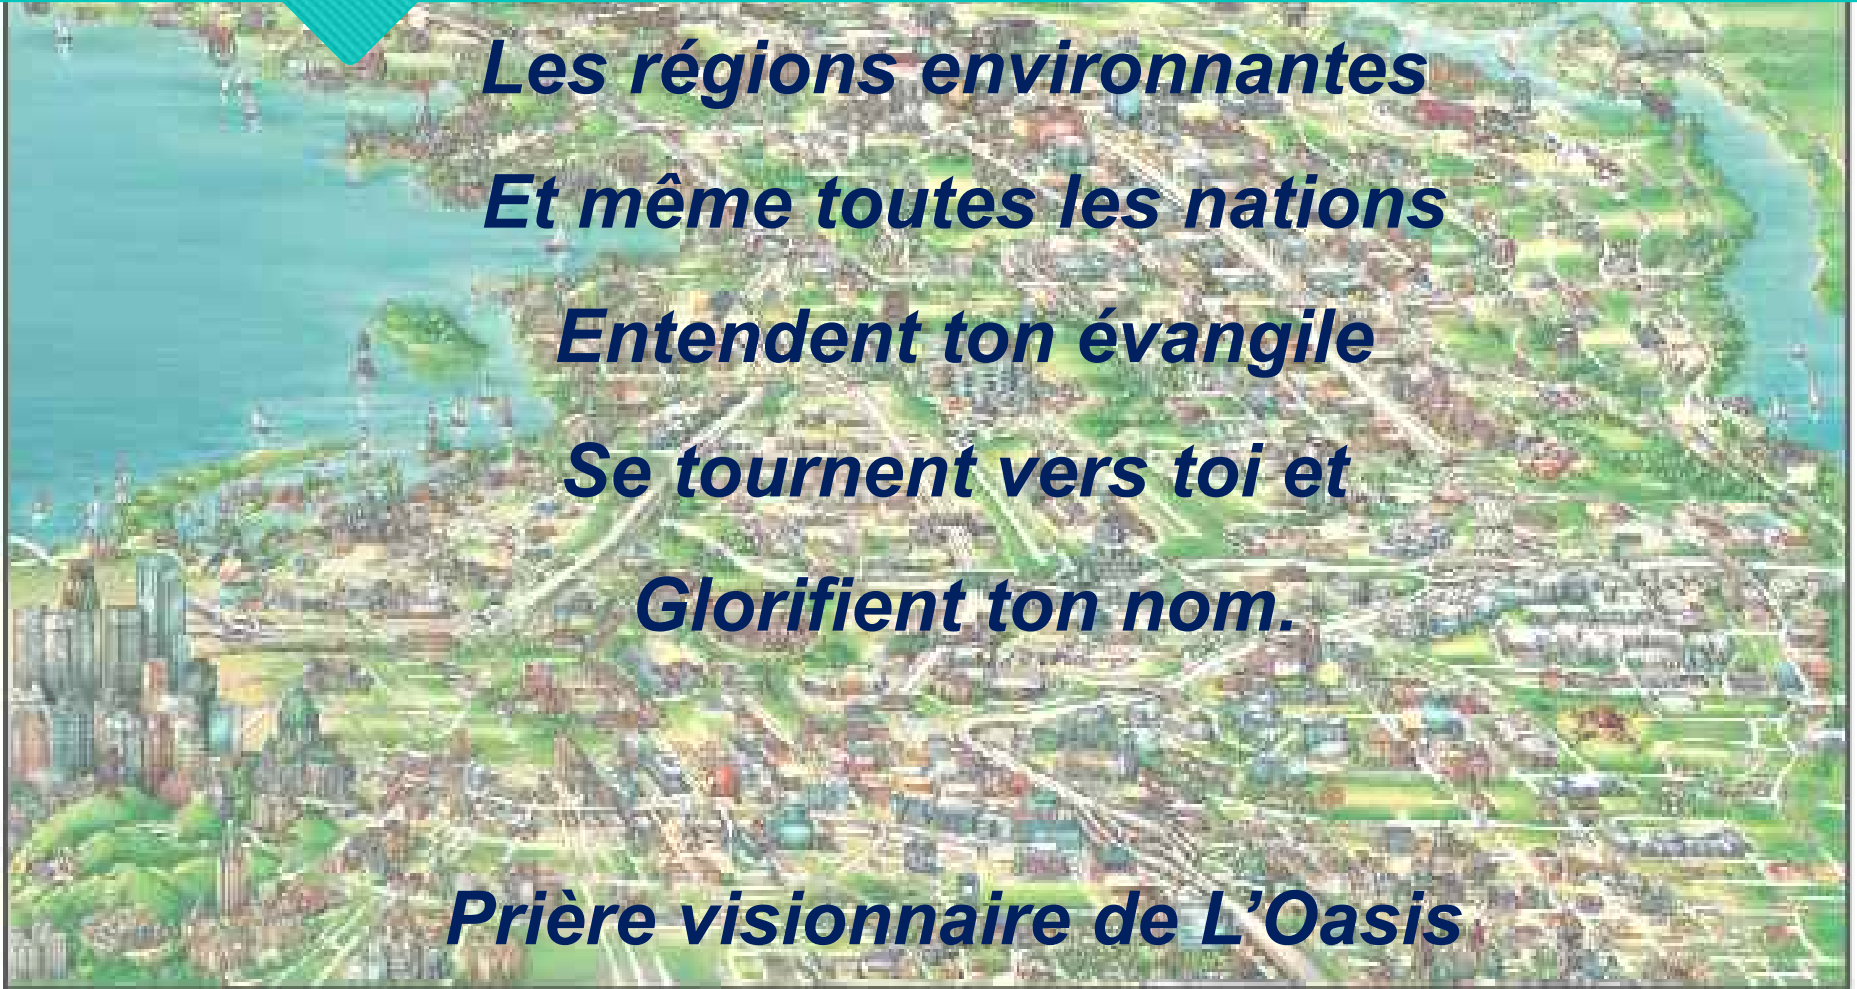 Les régions environnantes
Et même toutes les nations
Entendent ton évangile
Se tournent vers toi et
Glorifient ton nom.
Prière visionnaire de L’Oasis